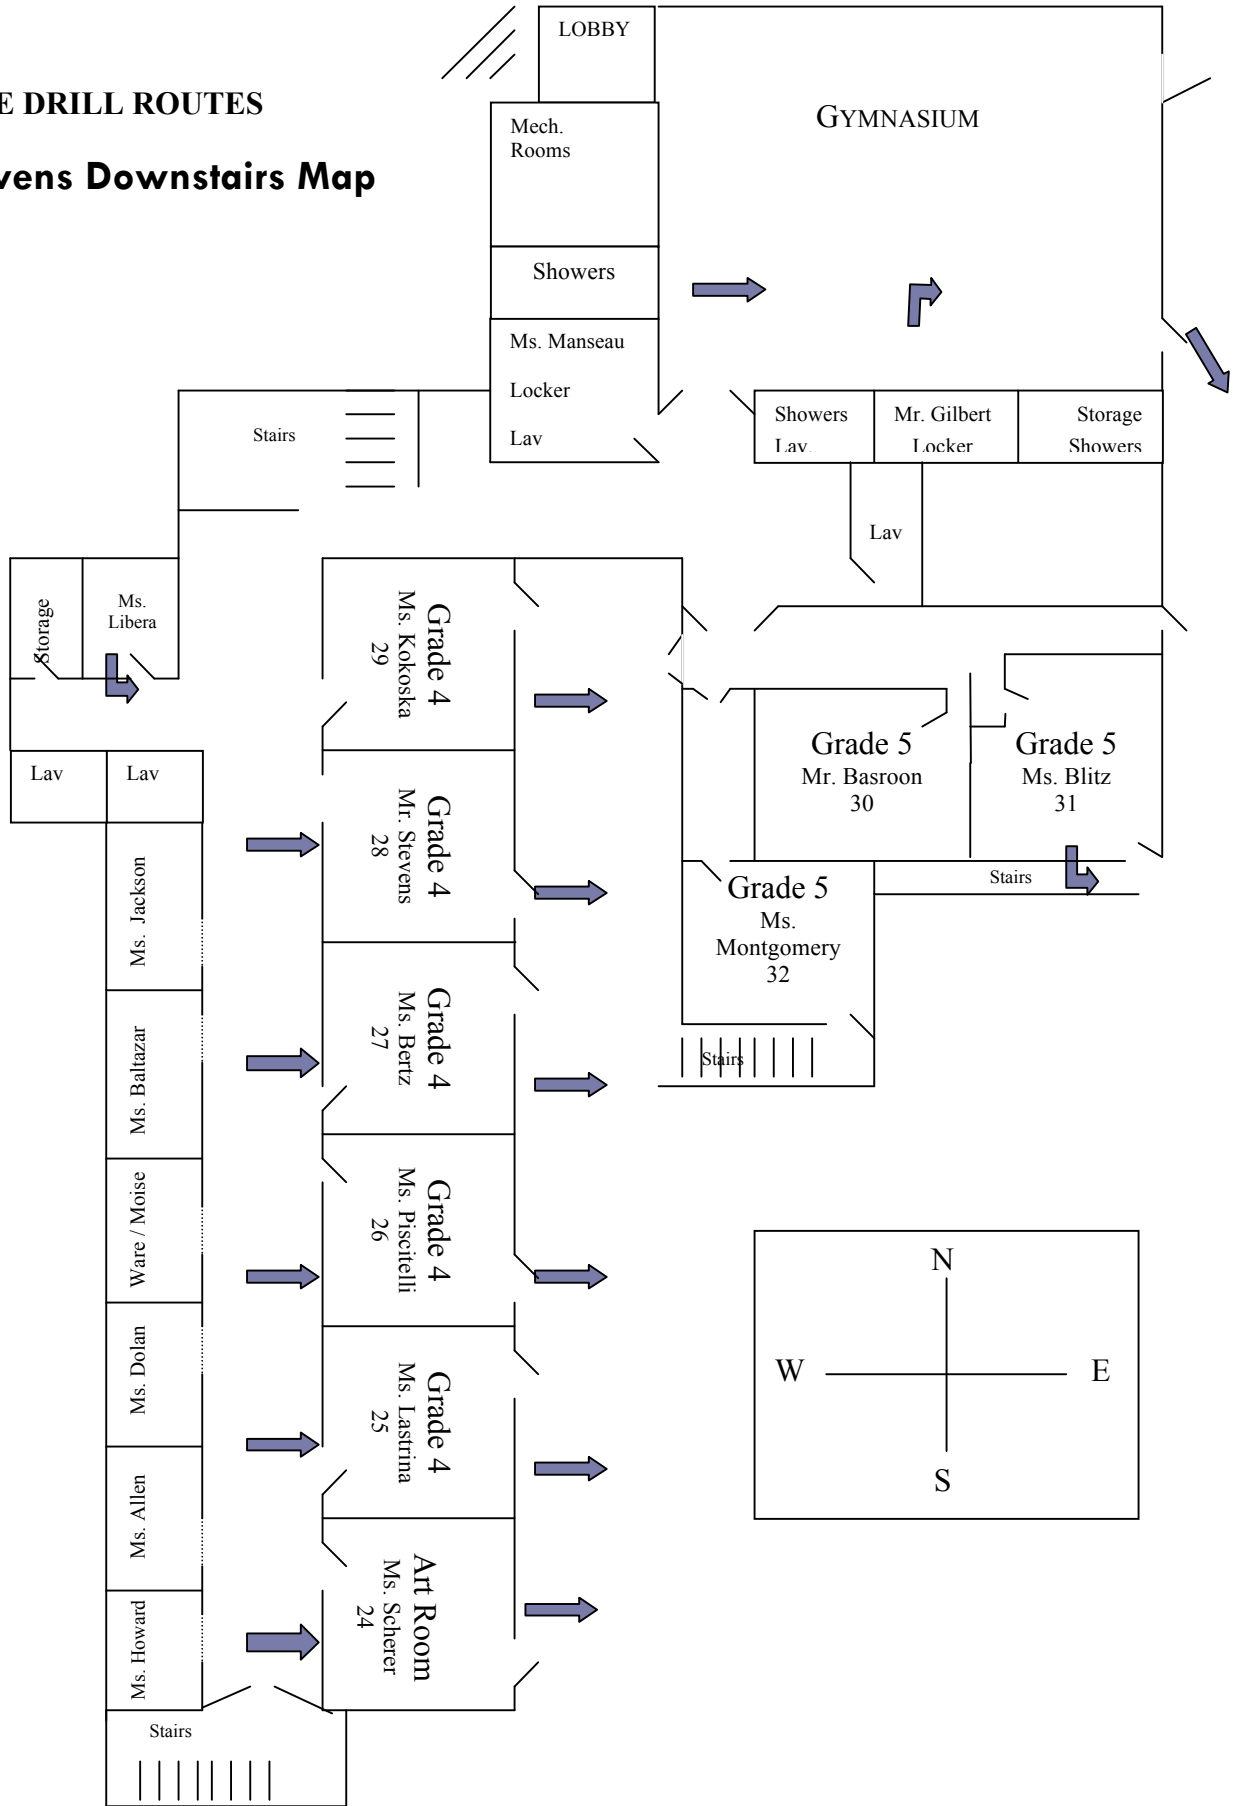 E DRILL ROUTES
vens Downstairs Map
LOBBY
GYMNASIUM
Mech.
Rooms
Showers
Ms. Manseau
Locker
Lav
Showers
Lav.
Mr. Gilbert
Locker
Storage
Showers
Stairs
Lav
Storage
Ms.
Libera
Grade 4
Ms. Kokoska
29
Grade 5
Mr. Basroon
30
Grade 5
Ms. Blitz
31
Lav
Lav
Grade 4
Mr. Stevens
28
Ms. Jackson
Stairs
Grade 5
Ms.
Montgomery
32
Stairs
Grade 4
Ms. Bertz
27
Ms. Baltazar
Grade 4
Ms. Piscitelli
26
Ware / Moise
Grade 4
Ms. Lastrina
25
Ms. Dolan
Ms. Allen
Art Room
Ms. Scherer
24
Ms. Howard
Stairs
N
W
E
S